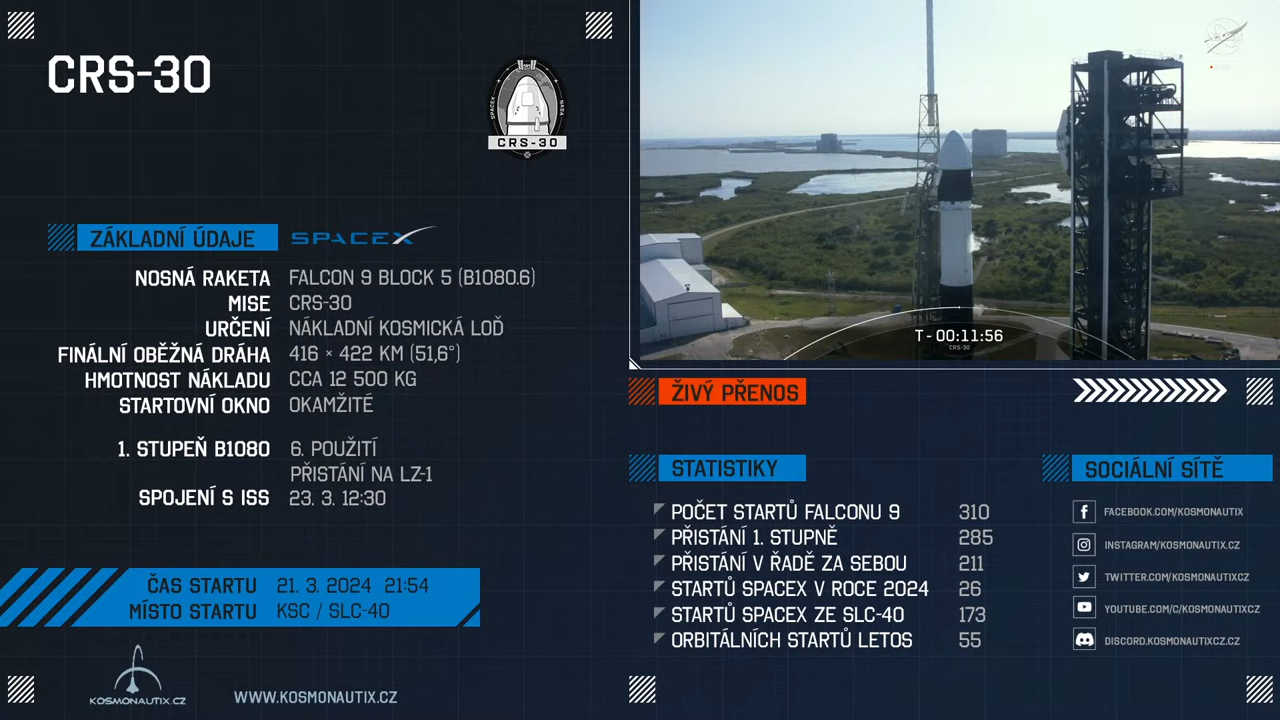 CRS-30
SPACEX
NASA
CRS-30
ZÁKLADNÍ ÚDAJE
SPACEX
NOSNÁ RAKETA FALCON 9 BLOCK 5 (B1080.6)
MISE CRS-30
URČENÍ NÁKLADNÍ KOSMICKÁ LOĎ
FINÁLNÍ OBĚŽNÁ DRÁHA 416 × 422 KM (51,6°)
HMOTNOST NÁKLADU CCA 12 500 KG
STARTOVNÍ OKNO OKAMŽITÉ
1. STUPEŇ B1080 6. POUŽITÍ
PŘISTÁNÍ NA LZ-1
SPOJENÍ S ISS 23. 3. 12:30
ČAS STARTU 21. 3. 2024 21:54
MÍSTO STARTU KSC / SLC-40
KOSMONAUTIX.CZ
WWW.KOSMONAUTIX.CZ
T - 00:11:56
CRS-30
ŽIVÝ PŘENOS
STATISTIKY
POČET STARTŮ FALCONU 9 310
PŘISTÁNÍ 1. STUPNĚ 285
PŘISTÁNÍ V ŘADĚ ZA SEBOU 211
STARTŮ SPACEX V ROCE 2024 26
STARTŮ SPACEX ZE SLC-40 173
ORBITÁLNÍCH STARTŮ LETOS 55
SOCIÁLNÍ SÍTĚ
FACEBOOK.COM/KOSMONAUTIX
INSTAGRAM/KOSMONAUTIX.CZ
TWITTER.COM/KOSMONAUTIXCZ
YOUTUBE.COM/C/KOSMONAUTIXCZ
DISCORD.KOSMONAUTIXCZ.CZ